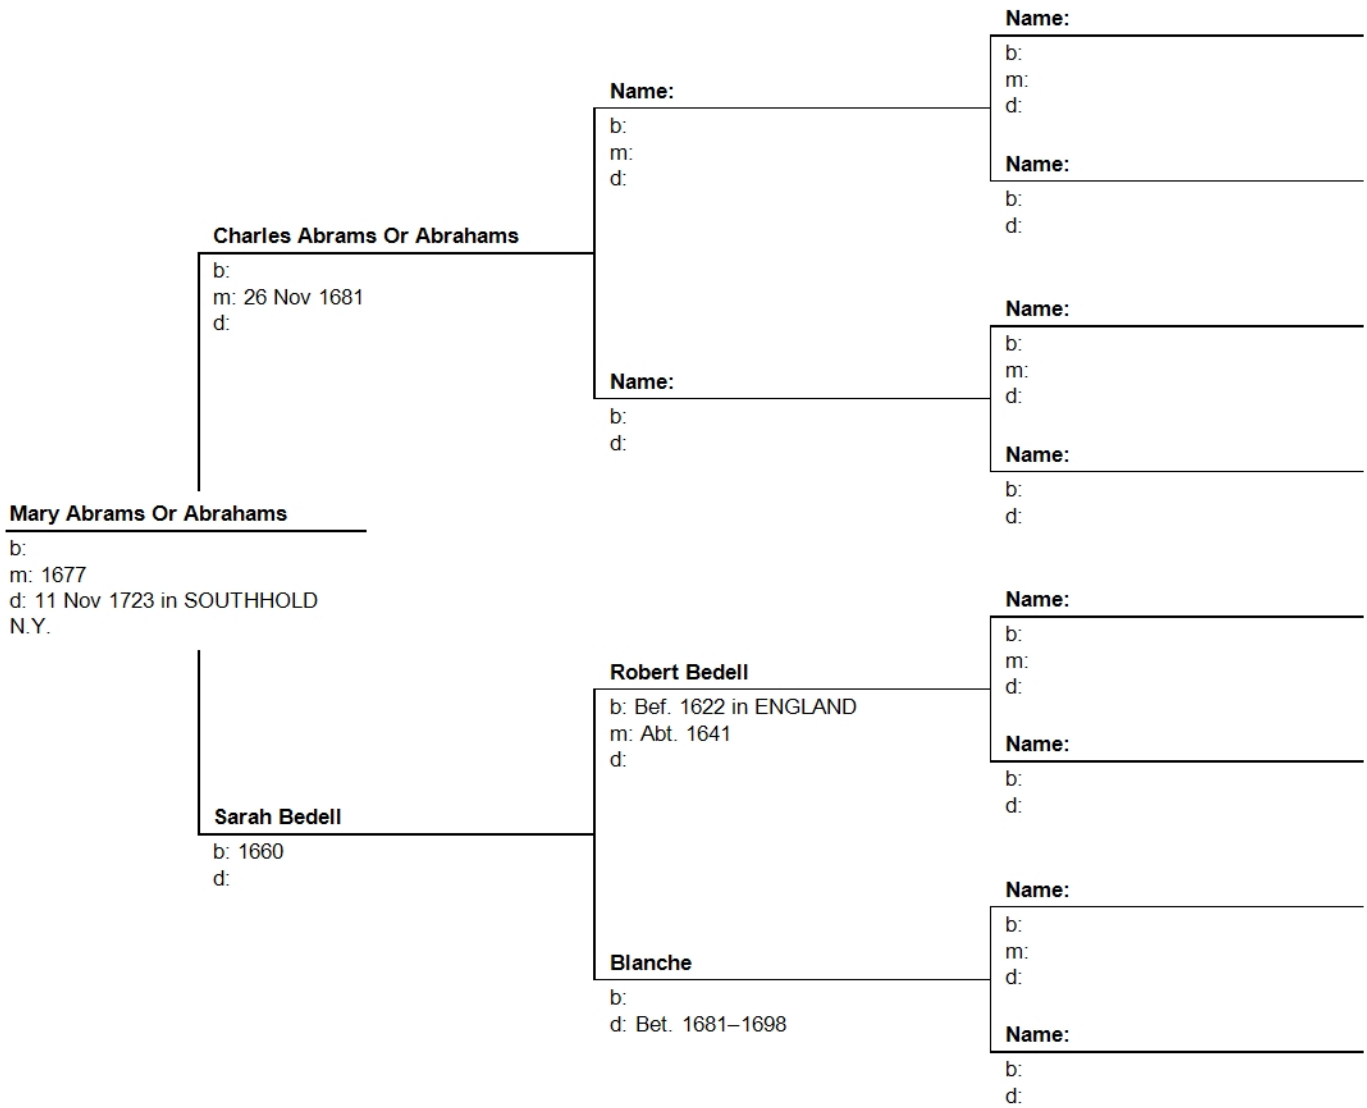 Name:
b:
m:
d:
Name:
b:
m:
d:
Name:
b:
d:
Charles Abrams Or Abrahams
b:
m: 26 Nov 1681
d:
Name:
b:
m:
d:
Name:
b:
d:
Name:
b:
d:
Mary Abrams Or Abrahams
b:
m: 1677
d: 11 Nov 1723 in SOUTHHOLD
N.Y.
Name:
b:
m:
d:
Robert Bedell
b: Bef. 1622 in ENGLAND
m: Abt. 1641
d:
Name:
b:
d:
Sarah Bedell
b: 1660
d:
Name:
b:
m:
d:
Blanche
b:
d: Bet. 1681–1698
Name:
b:
d: